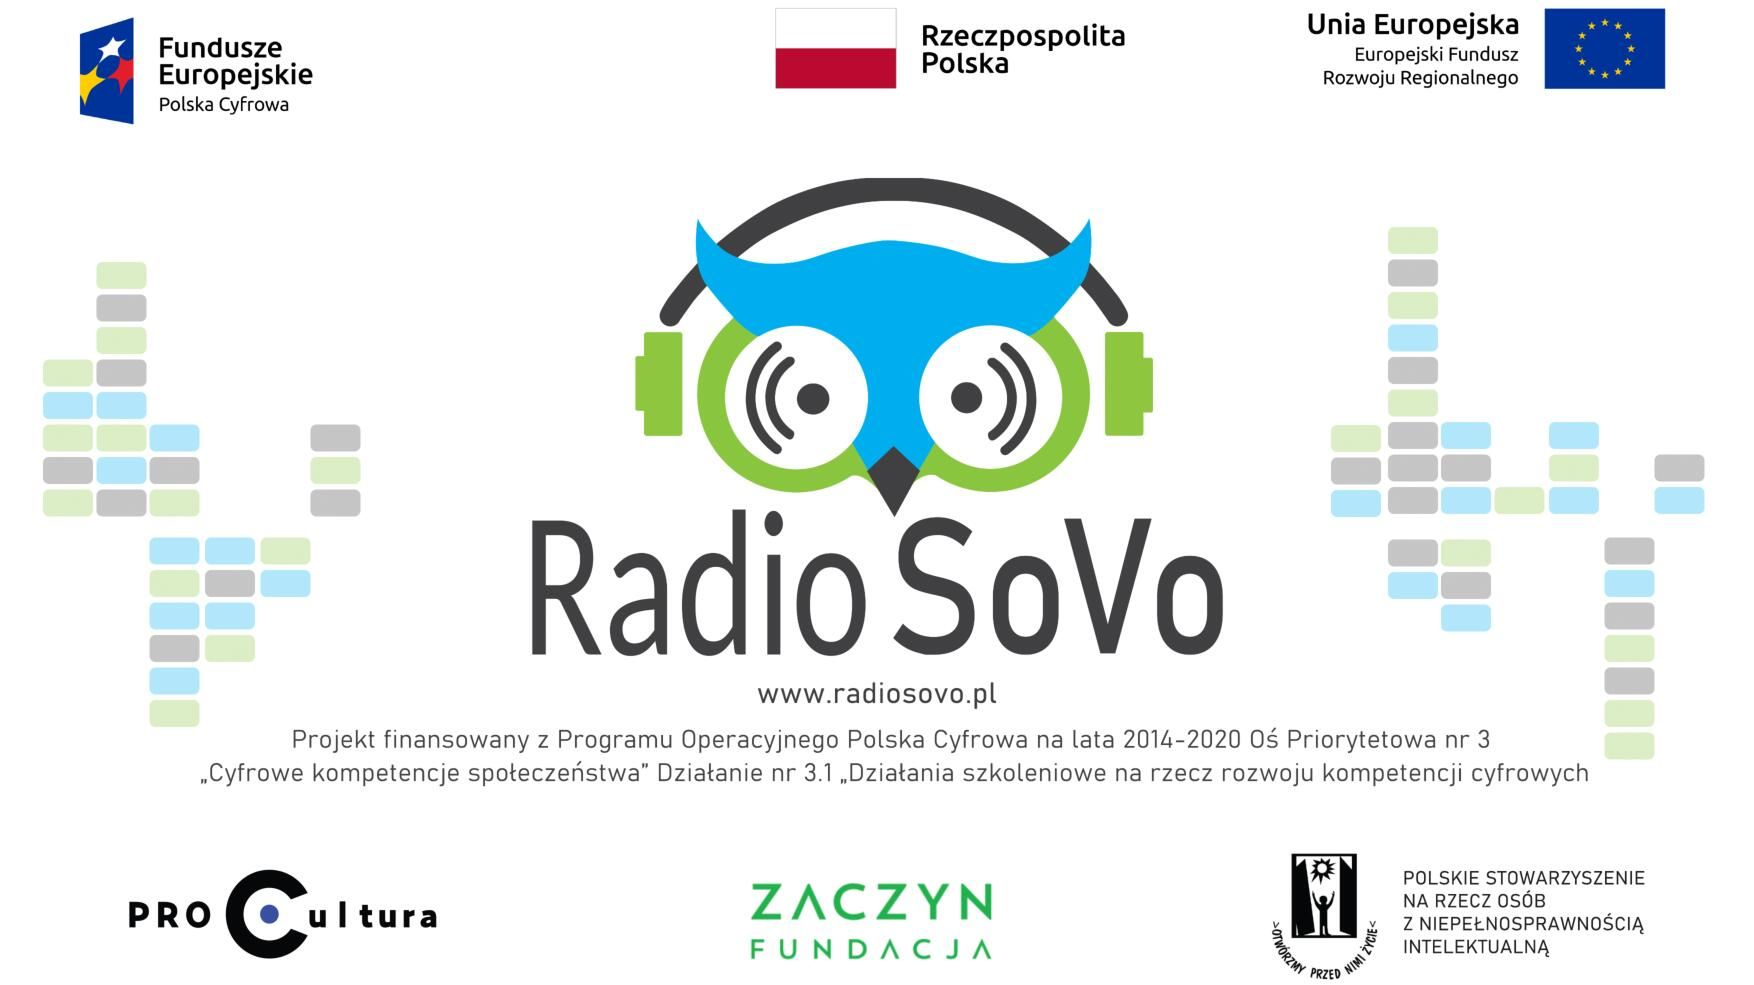 Fundusze
Europejskie
Polska Cyfrowa
Rzeczpospolita
Polska
Unia Europejska
Europejski Fundusz
Rozwoju Regionalnego
Radio SoVo
www.radiosovo.pl
Projekt finansowany z Programu Operacyjnego Polska Cyfrowa na lata 2014-2020 Oś Priorytetowa nr 3
„Cyfrowe kompetencje społeczeństwa” Działanie nr 3.1 „Działania szkoleniowe na rzecz rozwoju kompetencji cyfrowych
PRO Cultura
ZACZYN
FUNDACJA
>OTWÓRZMY PRZED NIMI ŻYCIE<
POLSKIE STOWARZYSZENIE
NA RZECZ OSÓB
Z NIEPEŁNOSPRAWNOŚCIĄ
INTELEKTUALNĄ